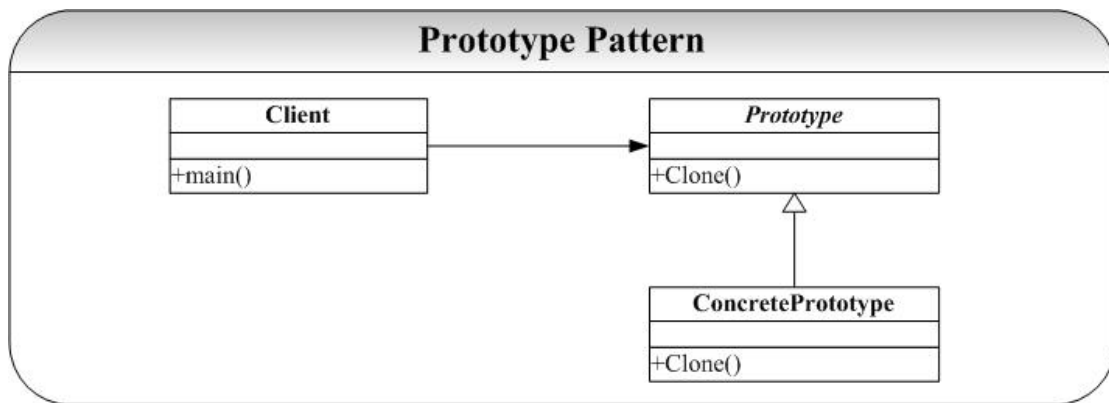 Prototype Pattern
Client
+main()
Prototype
+Clone()
ConcretePrototype
+Clone()